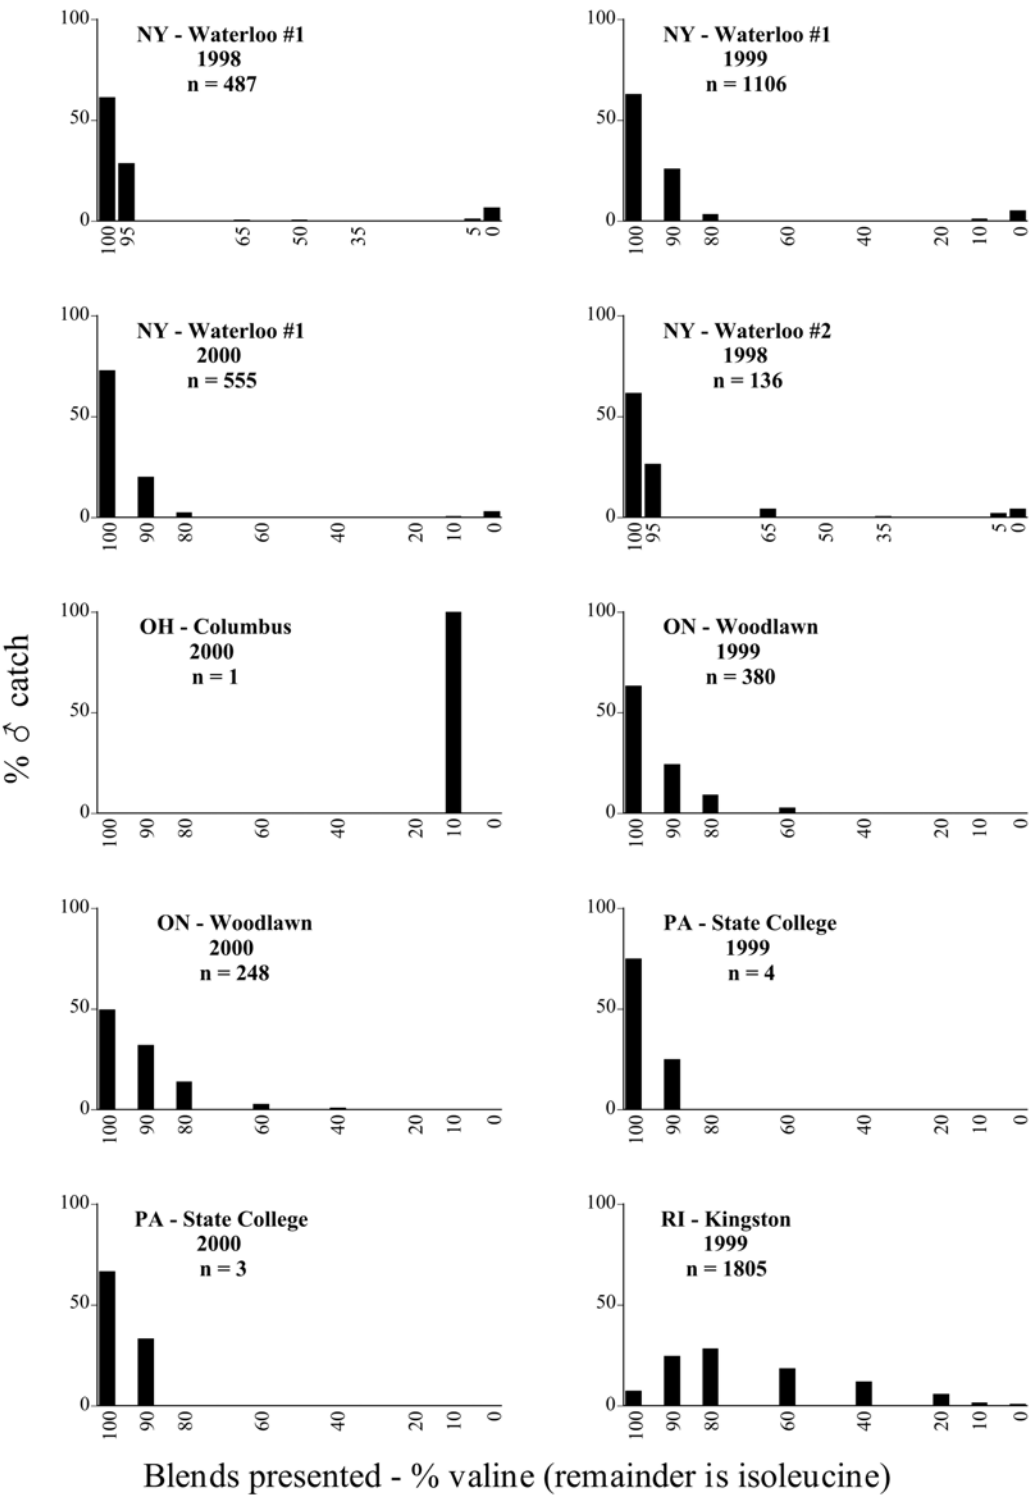 100
50
0
NY - Waterloo #1
1998
n = 487
100 95 65 50 35 5 0
100
50
0
NY - Waterloo #1
1999
n = 1106
100 90 80 60 40 20 10 0
100
50
0
NY - Waterloo #1
2000
n = 555
100 90 80 60 40 20 10 0
100
50
0
NY - Waterloo #2
1998
n = 136
100 95 65 50 35 5 0
% ♂ catch
100
50
0
OH - Columbus
2000
n = 1
100 90 80 60 40 20 10 0
100
50
0
ON - Woodlawn
1999
n = 380
100 90 80 60 40 20 10 0
100
50
0
ON - Woodlawn
2000
n = 248
100 90 80 60 40 20 10 0
100
50
0
PA - State College
1999
n = 4
100 90 80 60 40 20 10 0
100
50
0
PA - State College
2000
n = 3
100 90 80 60 40 20 10 0
100
50
0
RI - Kingston
1999
n = 1805
100 90 80 60 40 20 10 0
Blends presented - % valine (remainder is isoleucine)